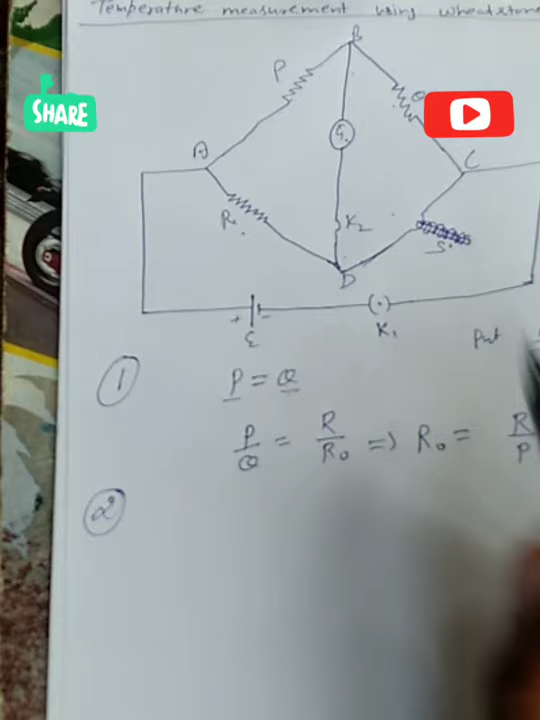 Temperature measurement using Wheatstone
B
P
Q
SHARE
G
A
C
R
K2
S
D
+ -
ε
K1
Put
1
P = Q
P/Q = R/R0 => R0 = R/P
2